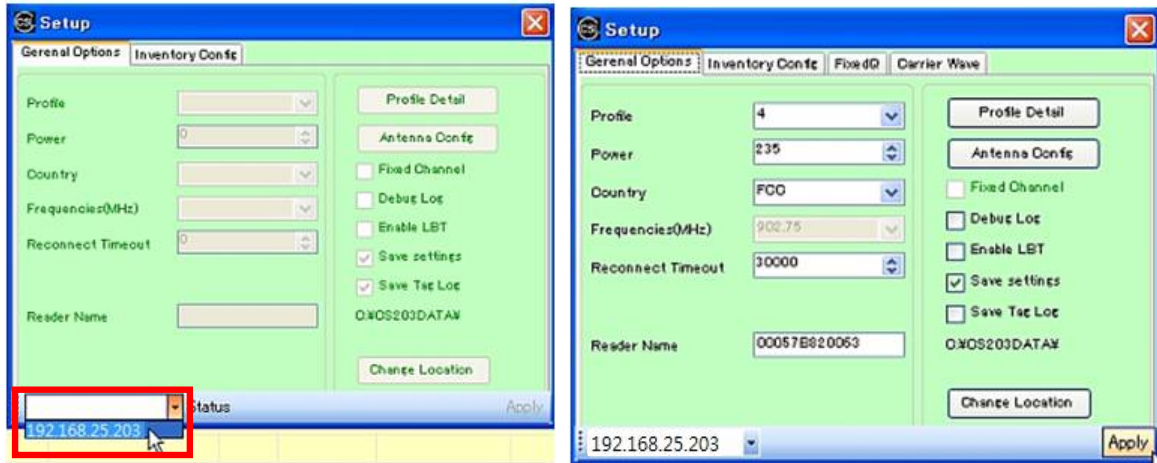 CSL Setup
Gerenal Options Inventory Config
Profile
Profile Detail
Power 0
Antenna Config
Country
Fixed Channel
Debug Log
Frequencies(MHz)
Enable LBT
Reconnect Timeout 0
Save settings
Save Tag Log
Reader Name
C:¥CS203DATA¥
Change Location
Status Apply
192.168.25.203
CSL Setup
Gerenal Options Inventory Config FixedQ Carrier Wave
Profile 4
Profile Detail
Power 235
Antenna Config
Country FCC
Fixed Channel
Debug Log
Frequencies(MHz) 902.75
Enable LBT
Reconnect Timeout 30000
Save settings
Save Tag Log
Reader Name 00057B820053
C:¥CS203DATA¥
Change Location
192.168.25.203 Apply